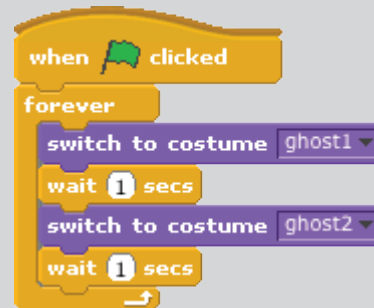 when clicked
forever
switch to costume ghost1
wait 1 secs
switch to costume ghost2
wait 1 secs